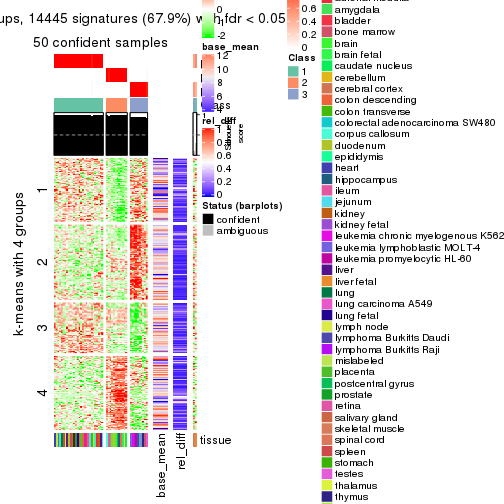 ups, 14445 signatures (67.9%) with fdr < 0.05
50 confident samples
k-means with 4 groups
1
2
3
4
base_mean
rel_diff
tissue
0
-2
base_mean
12
10
8
6
4
2
0
rel_diff
1
0.8
0.6
0.4
0.2
0
Silhouette
score
Status (barplots)
confident
ambiguous
0.6
0.4
0.2
0
Class
1
2
3
amygdala
bladder
bone marrow
brain
brain fetal
caudate nucleus
cerebellum
cerebral cortex
colon descending
colon transverse
colorectal adenocarcinoma SW480
corpus callosum
duodenum
epididymis
heart
hippocampus
ileum
jejunum
kidney
kidney fetal
leukemia chronic myelogenous K562
leukemia lymphoblastic MOLT-4
leukemia promyelocytic HL-60
liver
liver fetal
lung
lung carcinoma A549
lung fetal
lymph node
lymphoma Burkitts Daudi
lymphoma Burkitts Raji
mislabeled
placenta
postcentral gyrus
prostate
retina
salivary gland
skeletal muscle
spinal cord
spleen
stomach
testes
thalamus
thymus